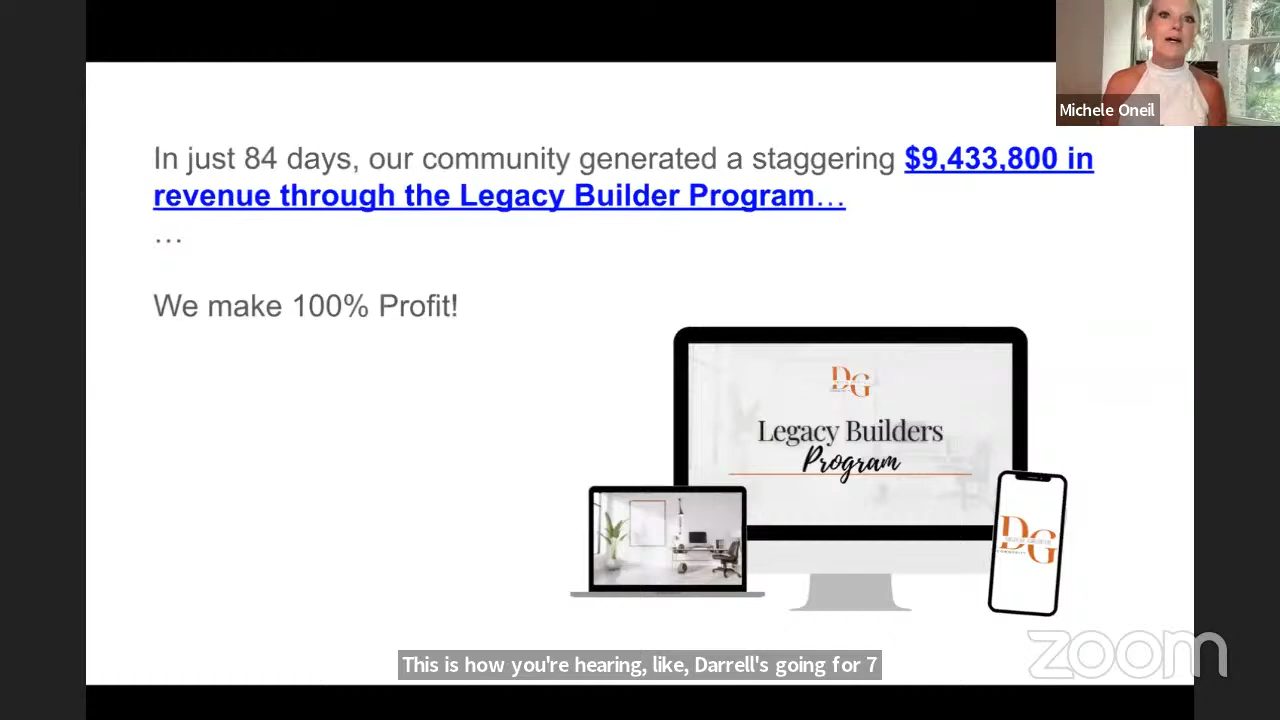 Michele Oneil
In just 84 days, our community generated a staggering $9,433,800 in
revenue through the Legacy Builder Program…
…
We make 100% Profit!
DG
Legacy Builders
Program
DG
This is how you're hearing, like, Darrell's going for 7
zoom